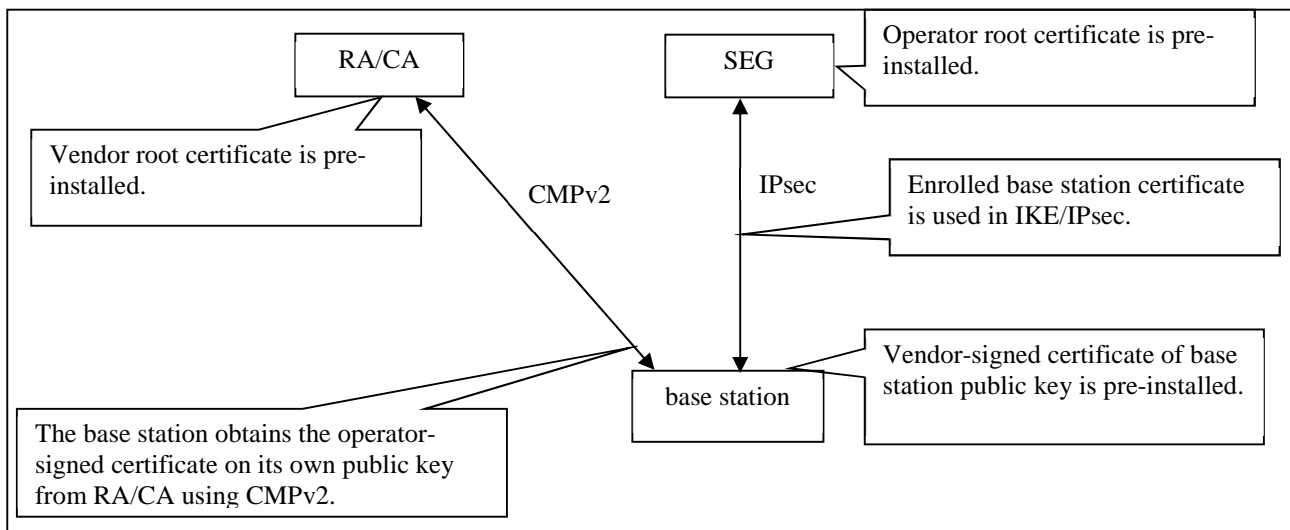 RA/CA
SEG
Operator root certificate is pre-
installed.
Vendor root certificate is pre-
installed.
CMPv2
IPsec
Enrolled base station certificate
is used in IKE/IPsec.
base station
Vendor-signed certificate of base
station public key is pre-installed.
The base station obtains the operator-
signed certificate on its own public key
from RA/CA using CMPv2.